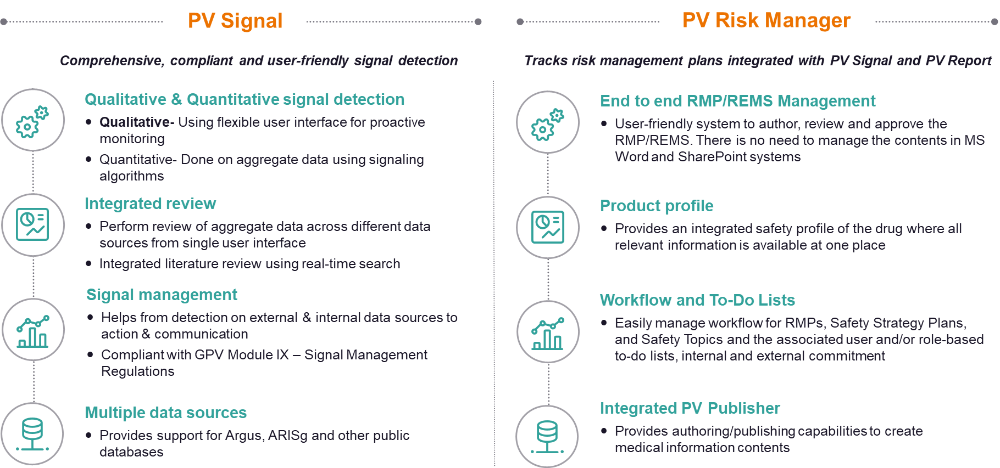 PV Signal
Comprehensive, compliant and user-friendly signal detection
Qualitative & Quantitative signal detection
• Qualitative- Using flexible user interface for proactive
monitoring
• Quantitative- Done on aggregate data using signaling
algorithms
Integrated review
• Perform review of aggregate data across different data
sources from single user interface
• Integrated literature review using real-time search
Signal management
• Helps from detection on external & internal data sources to
action & communication
• Compliant with GPV Module IX – Signal Management
Regulations
Multiple data sources
• Provides support for Argus, ARISg and other public
databases
PV Risk Manager
Tracks risk management plans integrated with PV Signal and PV Report
End to end RMP/REMS Management
• User-friendly system to author, review and approve the
RMP/REMS. There is no need to manage the contents in MS
Word and SharePoint systems
Product profile
• Provides an integrated safety profile of the drug where all
relevant information is available at one place
Workflow and To-Do Lists
• Easily manage workflow for RMPs, Safety Strategy Plans,
and Safety Topics and the associated user and/or role-based
to-do lists, internal and external commitment
Integrated PV Publisher
• Provides authoring/publishing capabilities to create
medical information contents